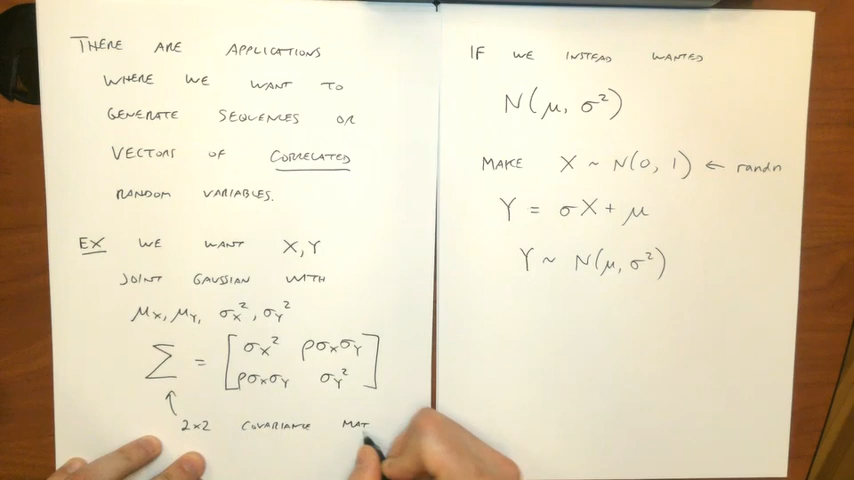 THERE ARE APPLICATIONS
WHERE WE WANT TO
GENERATE SEQUENCES OR
VECTORS OF CORRELATED
RANDOM VARIABLES.
EX WE WANT X, Y
JOINT GAUSSIAN WITH
μX, μY, σX², σY²
Σ = [σX² ρσXσY
ρσXσY σY²]
↑ 2×2 COVARIANCE MAT
IF WE INSTEAD WANTED
N(μ, σ²)
MAKE X ~ N(0, 1) ← randn
Y = σX + μ
Y ~ N(μ, σ²)